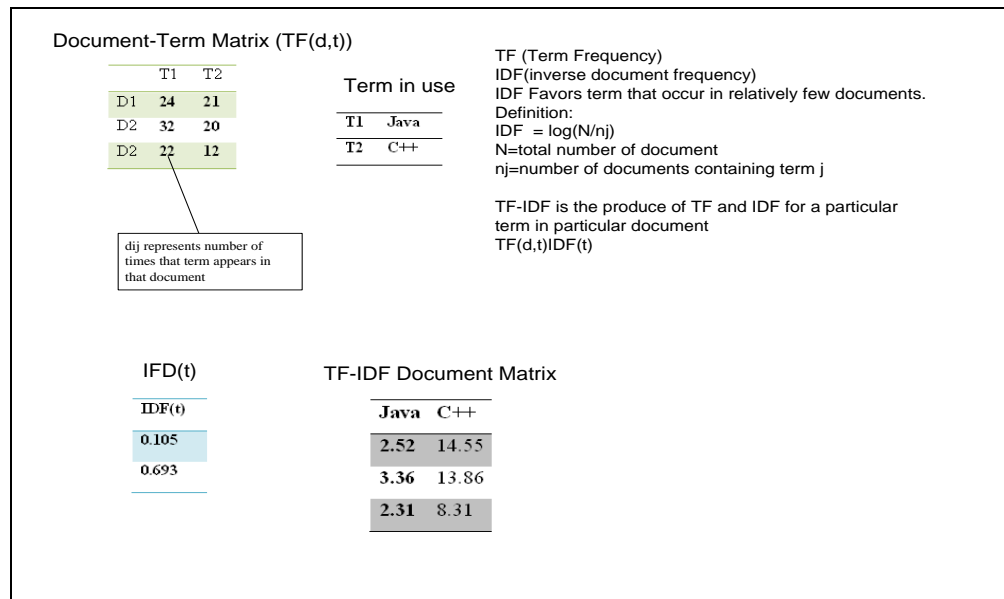 Document-Term Matrix (TF(d,t))
T1 T2
D1 24 21
D2 32 20
D2 22 12
dij represents number of
times that term appears in
that document
Term in use
T1 Java
T2 C++
TF (Term Frequency)
IDF(inverse document frequency)
IDF Favors term that occur in relatively few documents.
Definition:
IDF = log(N/nj)
N=total number of document
nj=number of documents containing term j
TF-IDF is the produce of TF and IDF for a particular
term in particular document
TF(d,t)IDF(t)
IFD(t)
IDF(t)
0.105
0.693
TF-IDF Document Matrix
Java C++
2.52 14.55
3.36 13.86
2.31 8.31